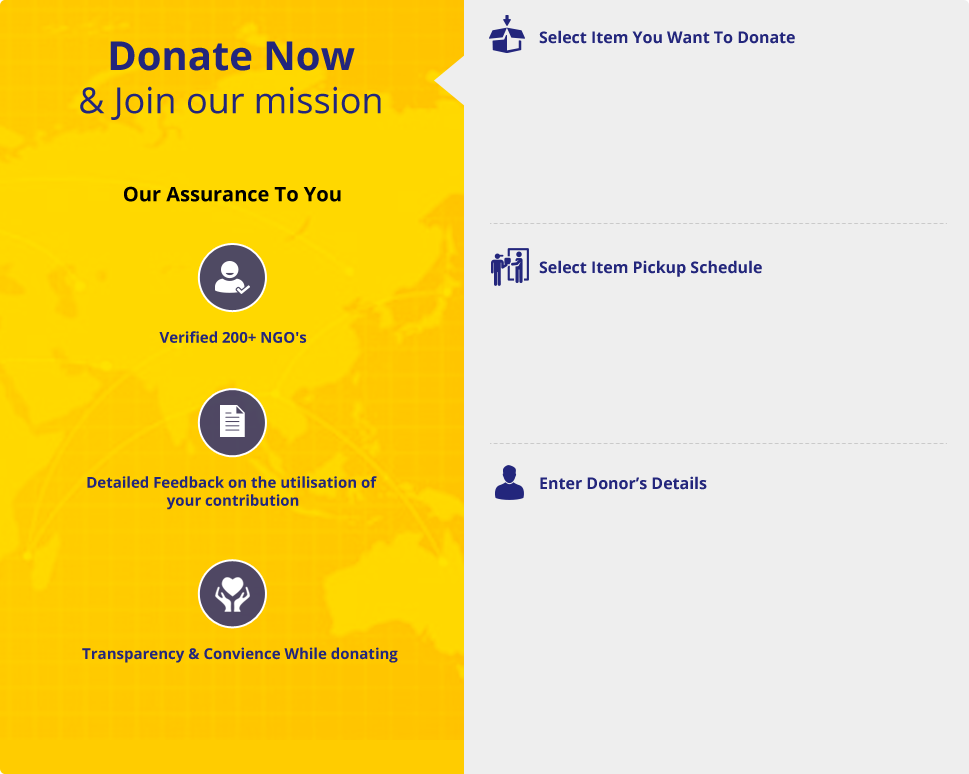 Donate Now
& Join our mission
Our Assurance To You
Verified 200+ NGO's
Detailed Feedback on the utilisation of
your contribution
Transparency & Convience While donating
Select Item You Want To Donate
Select Item Pickup Schedule
Enter Donor’s Details